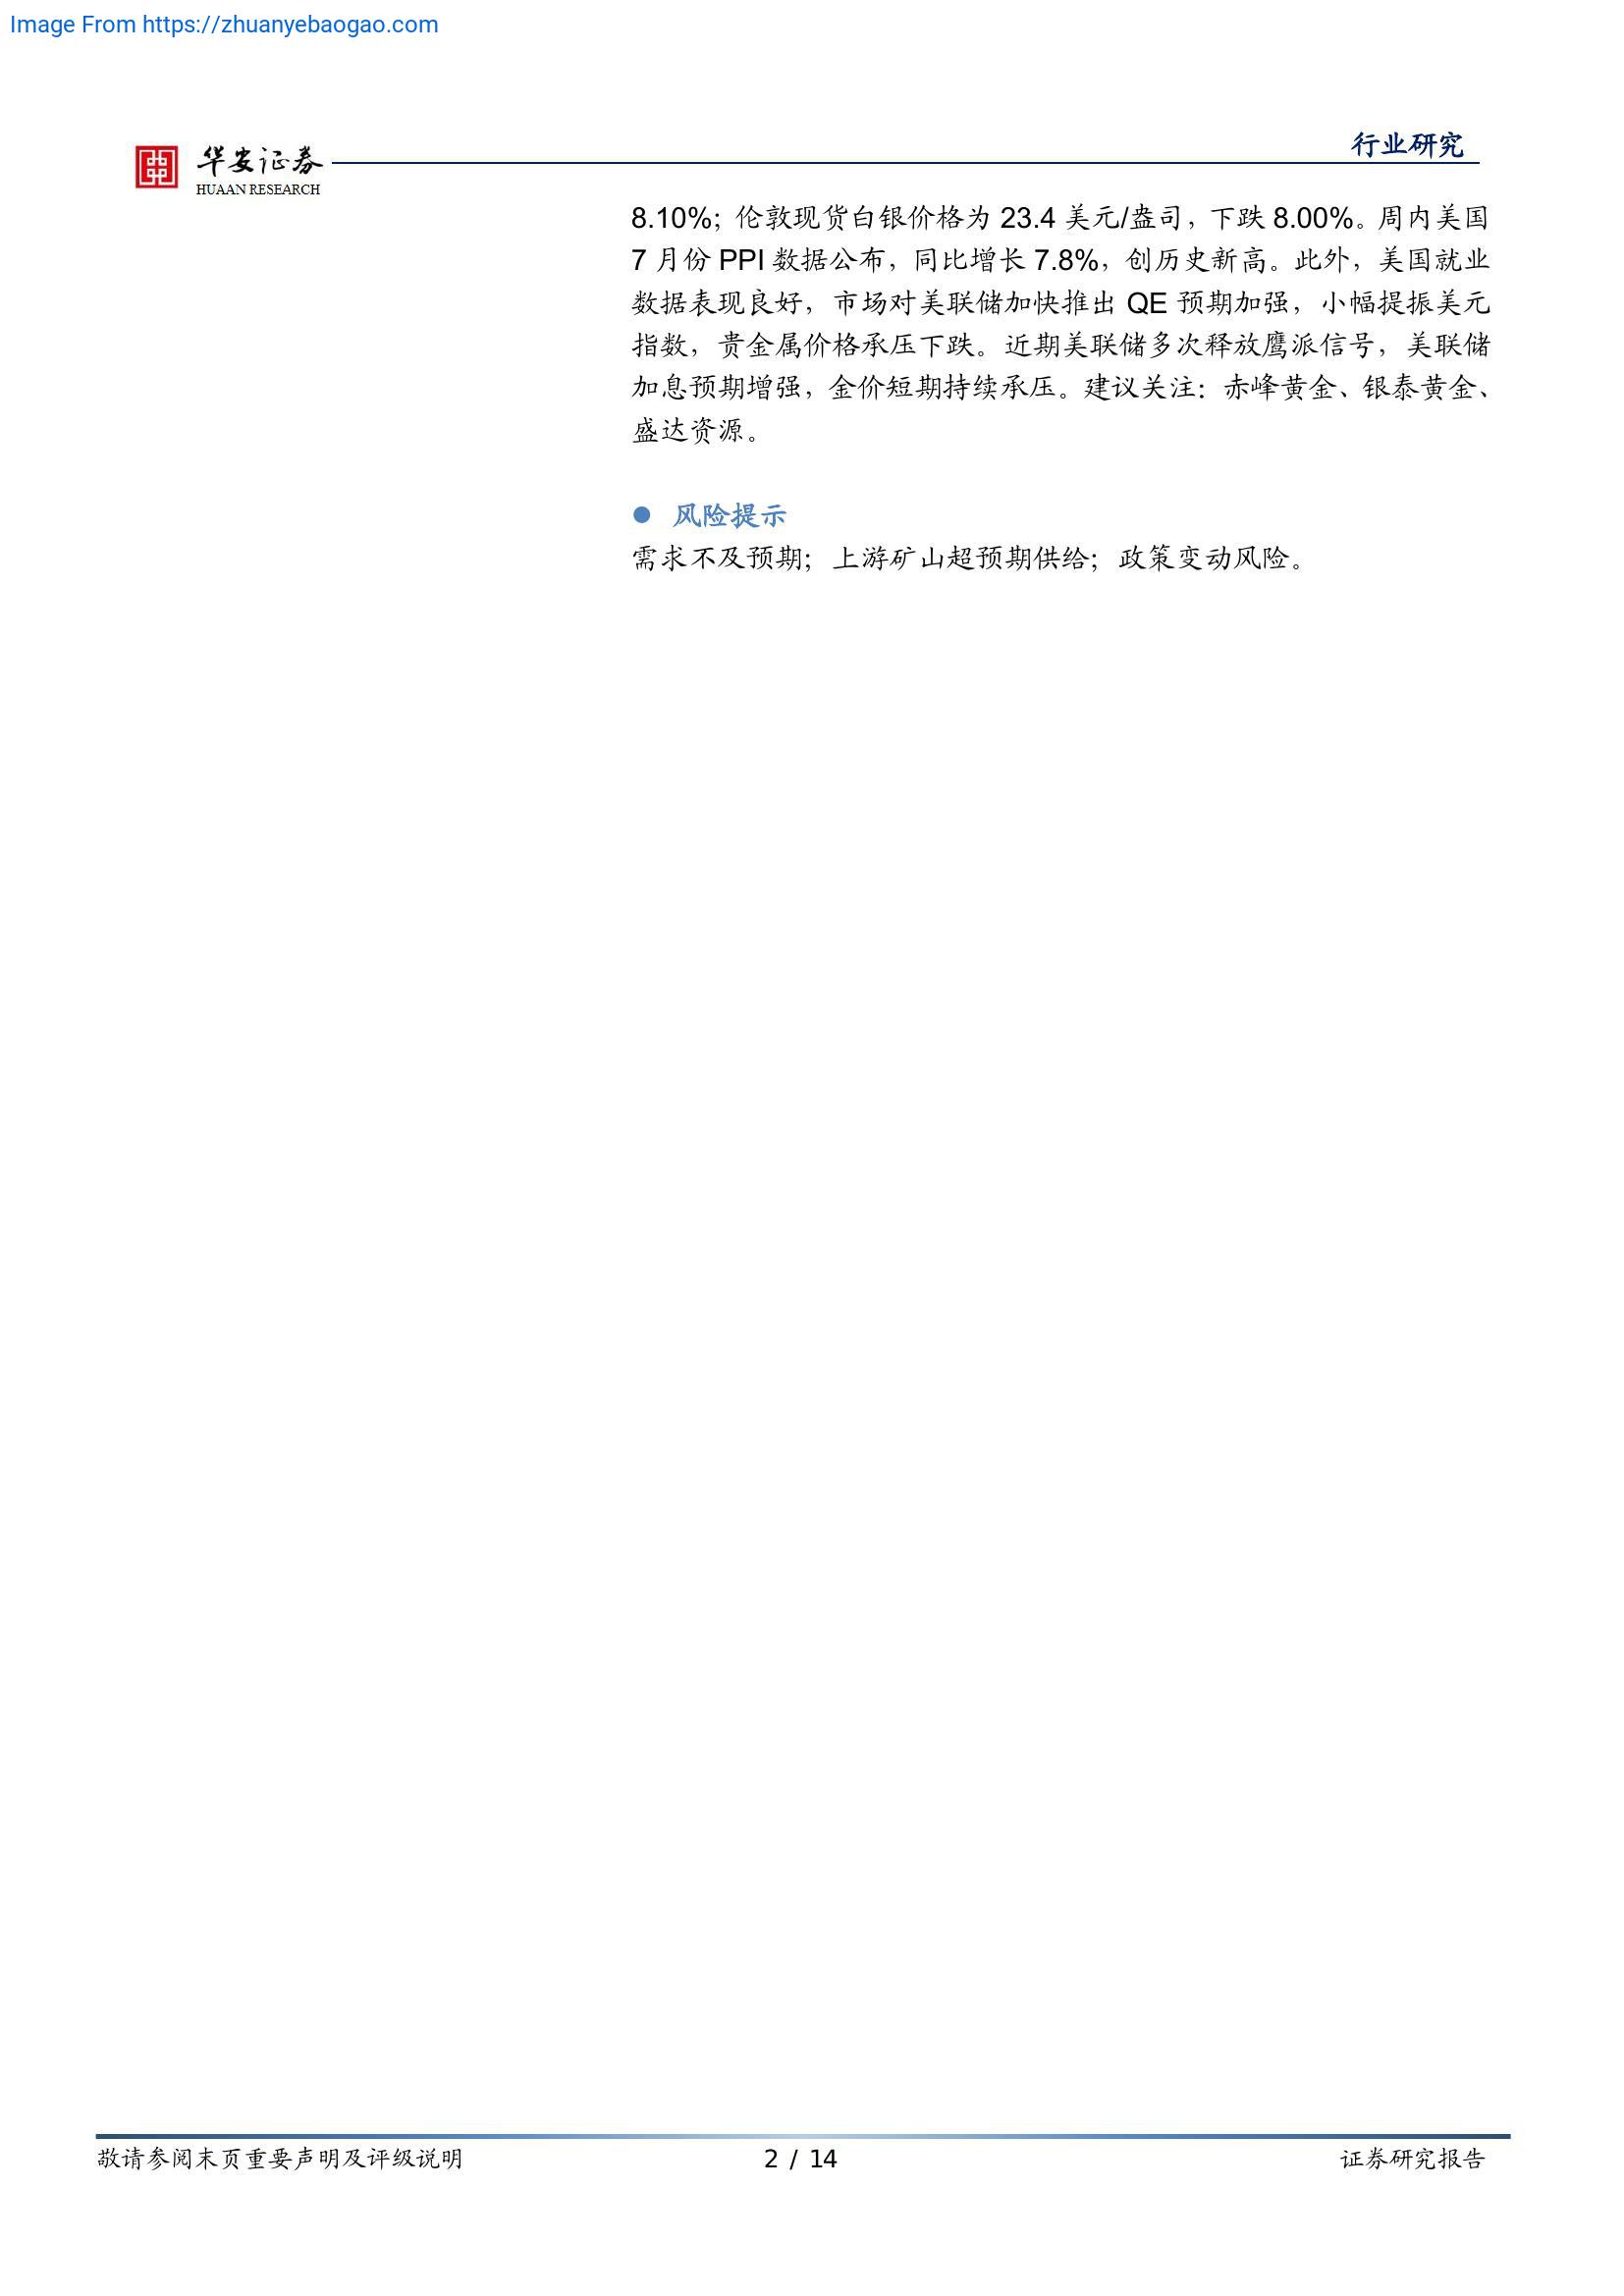 Image From https://zhuanyebaogao.com
行业研究
华安证券
HUAAN RESEARCH
8.10%；伦敦现货白银价格为 23.4 美元/盎司，下跌 8.00%。周内美国
7 月份 PPI 数据公布，同比增长 7.8%，创历史新高。此外，美国就业
数据表现良好，市场对美联储加快推出 QE 预期加强，小幅提振美元
指数，贵金属价格承压下跌。近期美联储多次释放鹰派信号，美联储
加息预期增强，金价短期持续承压。建议关注：赤峰黄金、银泰黄金、
盛达资源。
● 风险提示
需求不及预期；上游矿山超预期供给；政策变动风险。
敬请参阅末页重要声明及评级说明
2 / 14
证券研究报告